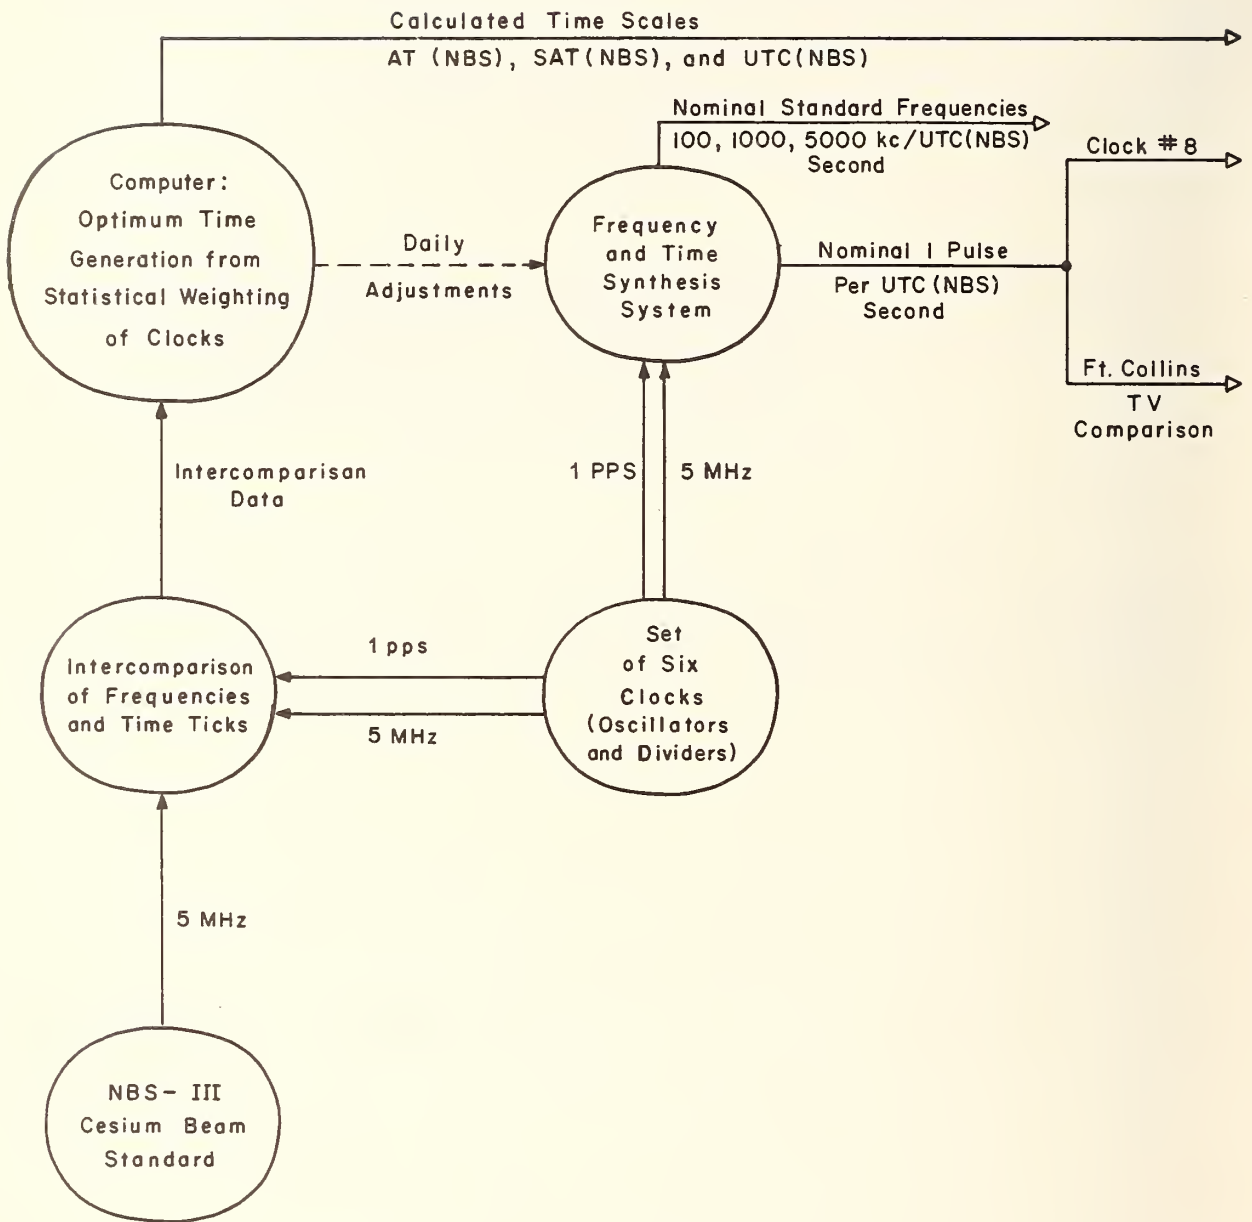 Calculated Time Scales
AT (NBS), SAT(NBS), and UTC(NBS)
Nominal Standard Frequencies
100, 1000, 5000 kc/UTC(NBS)
Second
Clock #8
Computer:
Optimum Time
Generation from
Statistical Weighting
of Clocks
Daily
Adjustments
Frequency
and Time
Synthesis
System
Nominal 1 Pulse
Per UTC (NBS)
Second
Ft. Collins
TV
Comparison
Intercomparisan
Data
1 PPS
5 MHz
Intercomparison
of Frequencies
and Time Ticks
1 pps
5 MHz
Set
of Six
Clocks
(Oscillators
and Dividers)
5 MHz
NBS- III
Cesium Beam
Standard